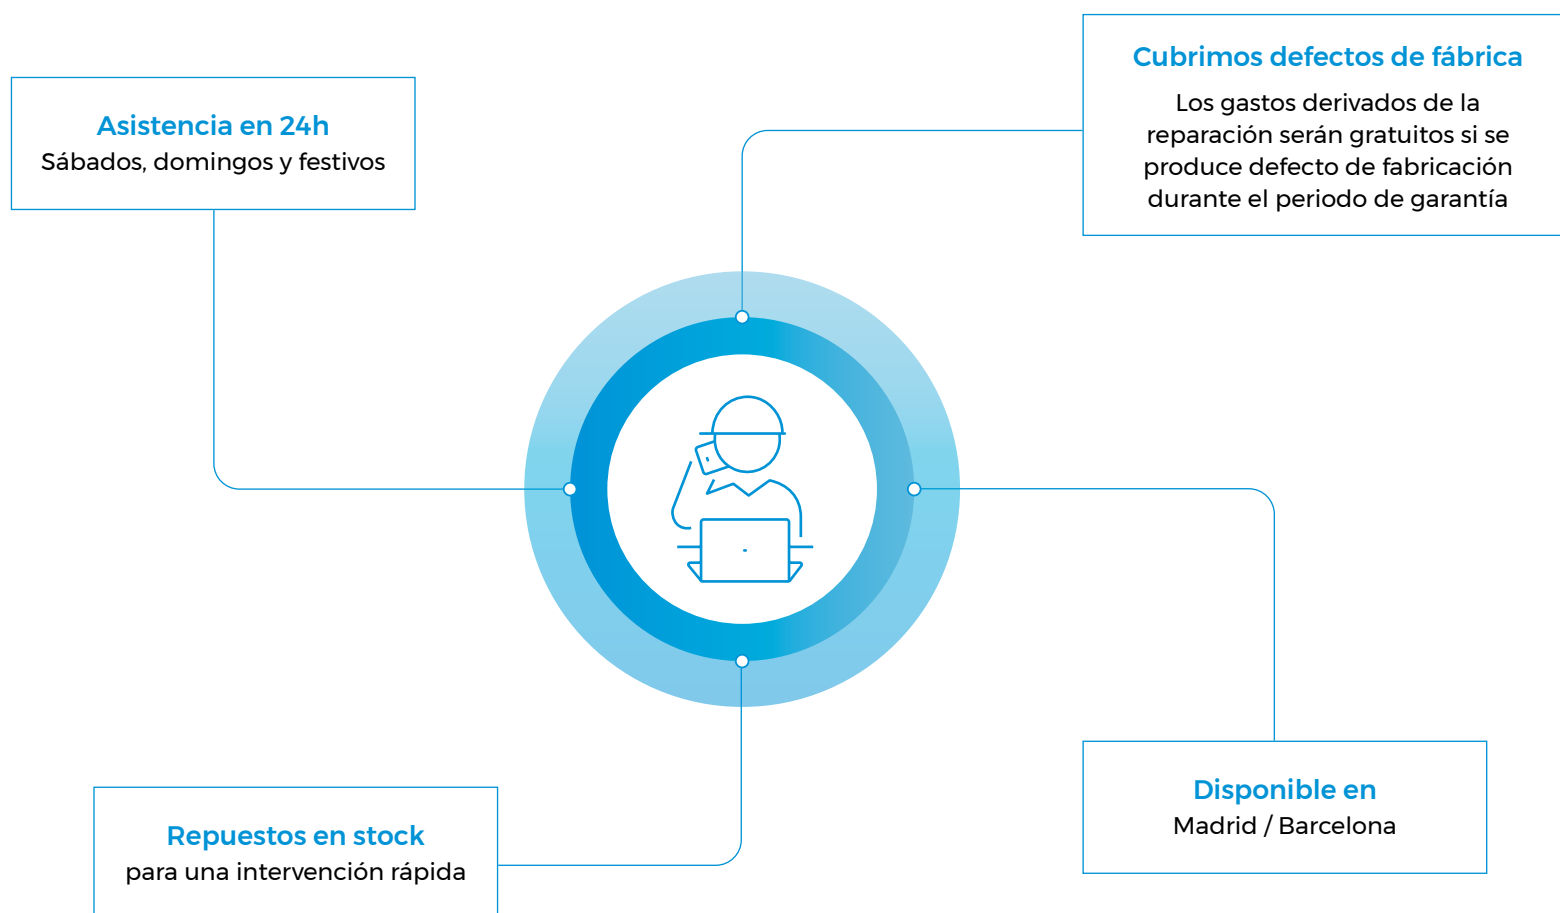 Asistencia en 24h
Sábados, domingos y festivos
Cubrimos defectos de fábrica
Los gastos derivados de la
reparación serán gratuitos si se
produce defecto de fabricación
durante el periodo de garantía
Repuestos en stock
para una intervención rápida
Disponible en
Madrid / Barcelona